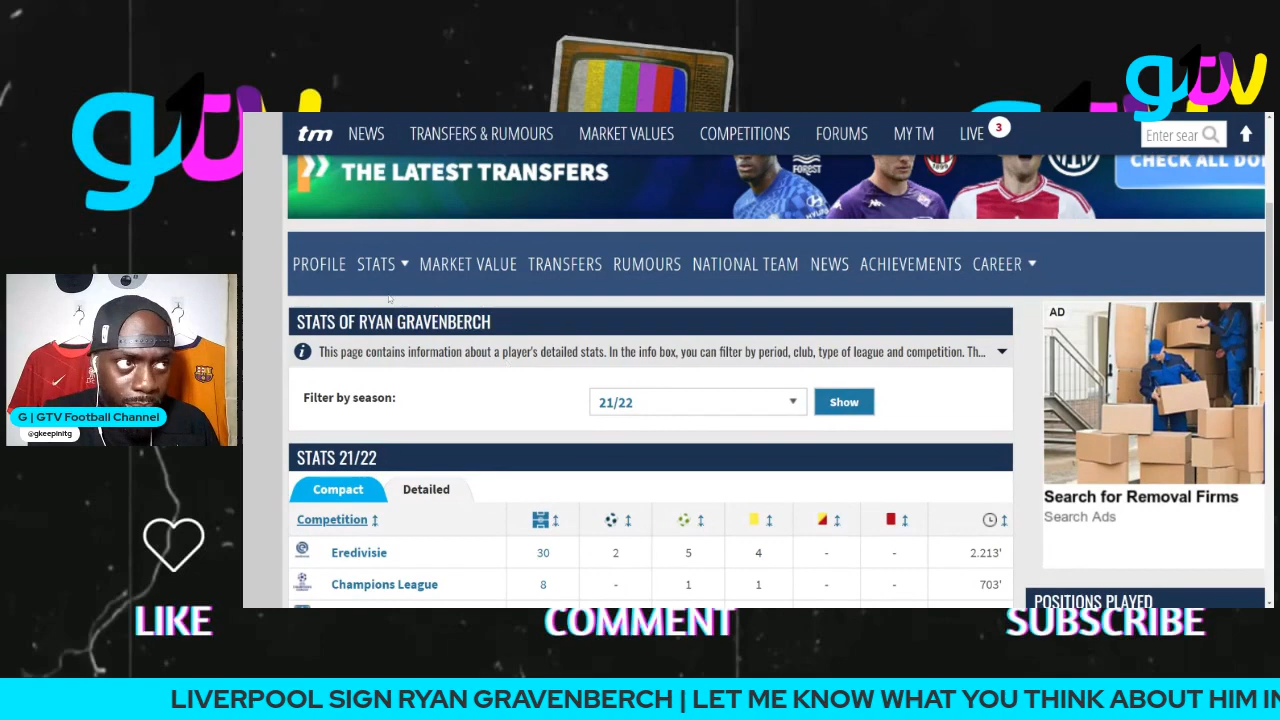 gtv
gtv
tm NEWS TRANSFERS & RUMOURS MARKET VALUES COMPETITIONS FORUMS MY TM LIVE 3 Enter sear
THE LATEST TRANSFERS
FOREST
HYUNDAI
CHECK ALL DO
PROFILE STATS MARKET VALUE TRANSFERS RUMOURS NATIONAL TEAM NEWS ACHIEVEMENTS CAREER
STATS OF RYAN GRAVENBERCH
This page contains information about a player's detailed stats. In the info box, you can filter by period, club, type of league and competition. Th...
Filter by season: 21/22 Show
STATS 21/22
Compact Detailed
Competition
Eredivisie 30 2 5 4 - - 2.213'
Champions League 8 - 1 1 - - 703'
AD
Search for Removal Firms
Search Ads
POSITIONS PLAYED
G | GTV Football Channel
@gkeepinitg
LIKE COMMENT SUBSCRIBE
LIVERPOOL SIGN RYAN GRAVENBERCH | LET ME KNOW WHAT YOU THINK ABOUT HIM IN